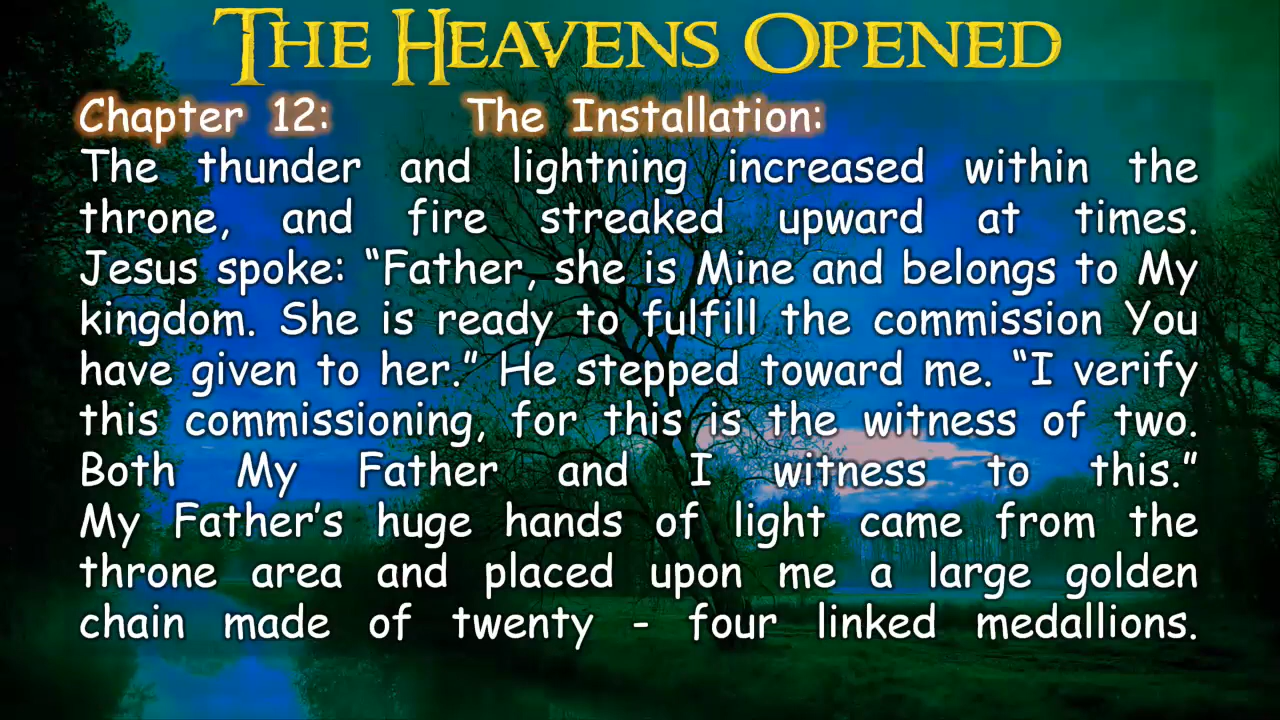 THE HEAVENS OPENED
Chapter 12: The Installation:
The thunder and lightning increased within the
throne, and fire streaked upward at times.
Jesus spoke: “Father, she is Mine and belongs to My
kingdom. She is ready to fulfill the commission You
have given to her.” He stepped toward me. “I verify
this commissioning, for this is the witness of two.
Both My Father and I witness to this.”
My Father’s huge hands of light came from the
throne area and placed upon me a large golden
chain made of twenty - four linked medallions.